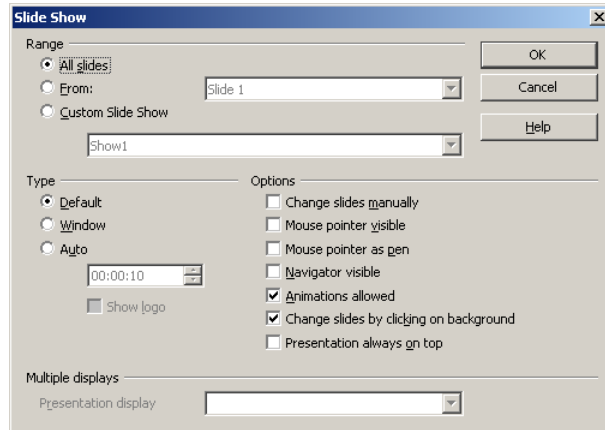 Slide Show
Range
All slides
From:
Slide 1
Custom Slide Show
Show1
OK
Cancel
Help
Type
Default
Window
Auto
00:00:10
Show logo
Options
Change slides manually
Mouse pointer visible
Mouse pointer as pen
Navigator visible
Animations allowed
Change slides by clicking on background
Presentation always on top
Multiple displays
Presentation display